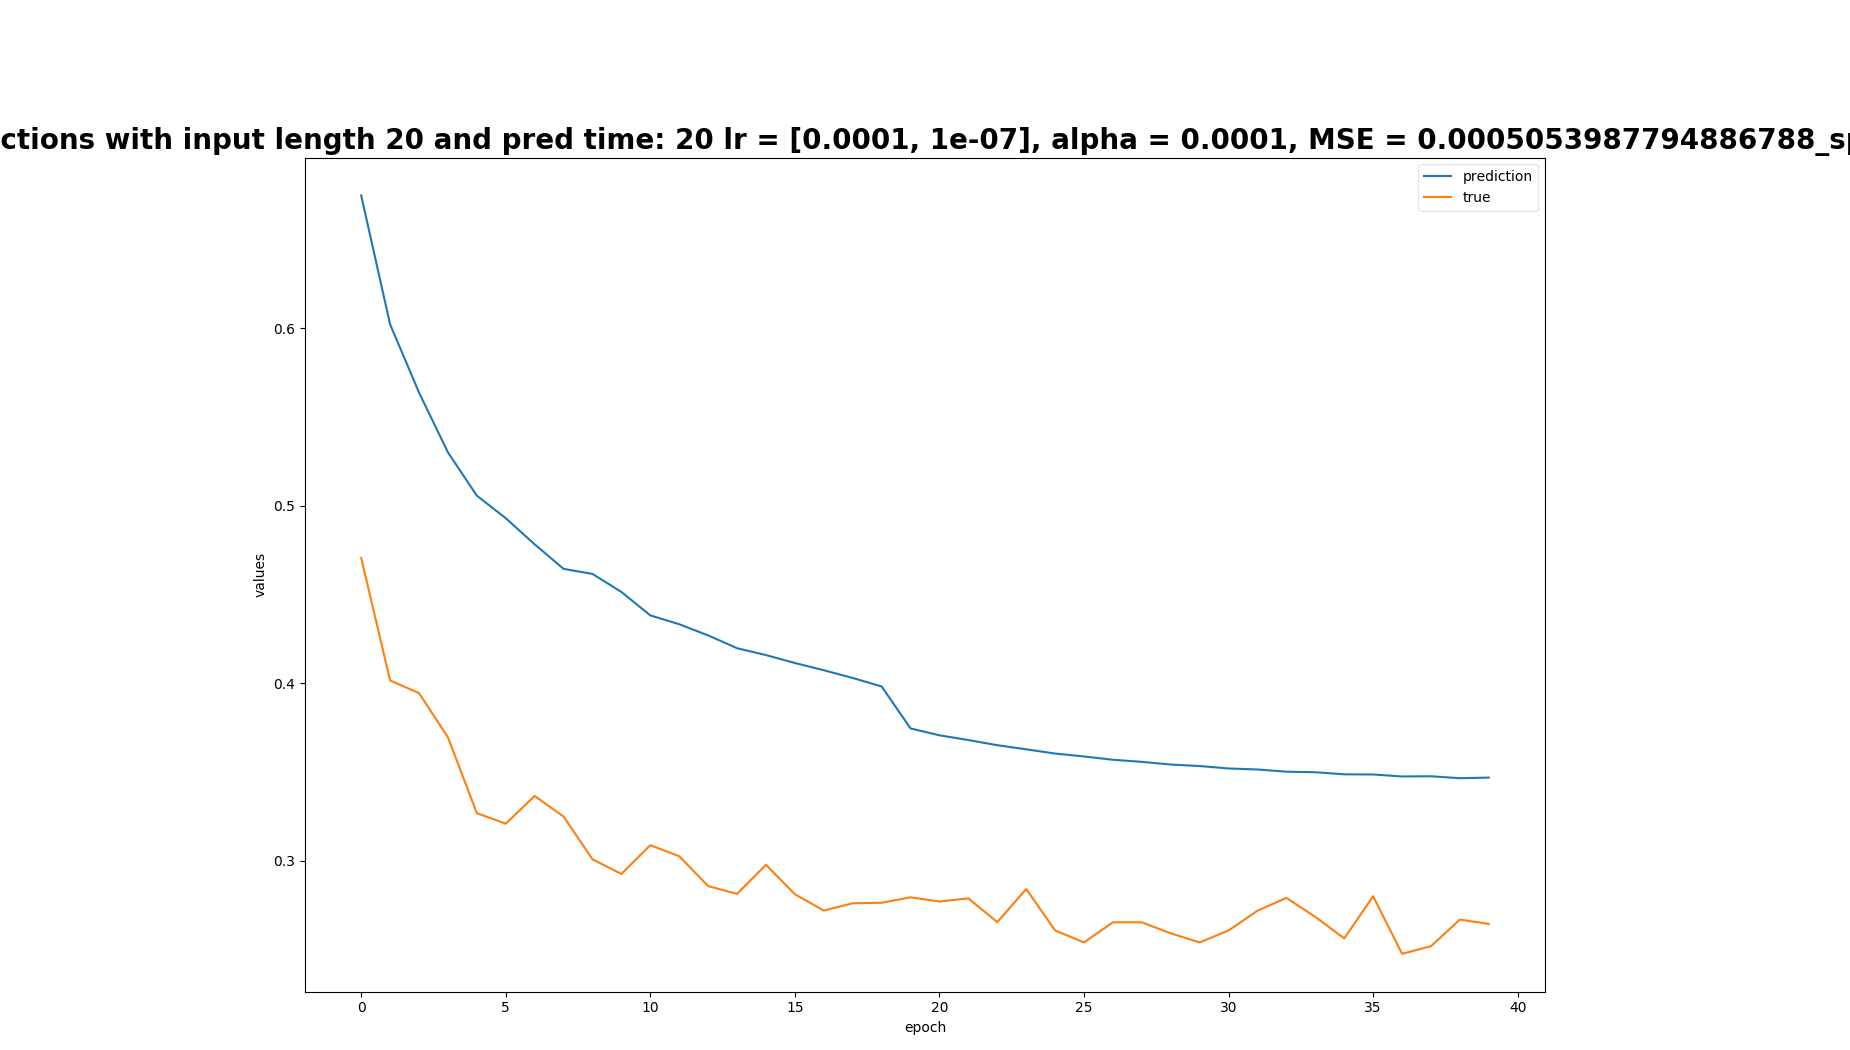 ctions with input length 20 and pred time: 20 lr = [0.0001, 1e-07], alpha = 0.0001, MSE = 0.0005053987794886788_sp
prediction
true
0.6
0.5
0.4
0.3
values
0 5 10 15 20 25 30 35 40
epoch